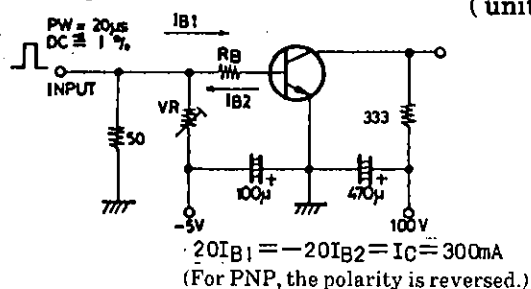 (unit
PW = 20μs
DC ≦ 1%
IB1
RB
IB2
INPUT
VR
50
333
100μ
+
470μ
+
-5V
100V
20IB1=-20IB2=IC=300mA
(For PNP, the polarity is reversed.)